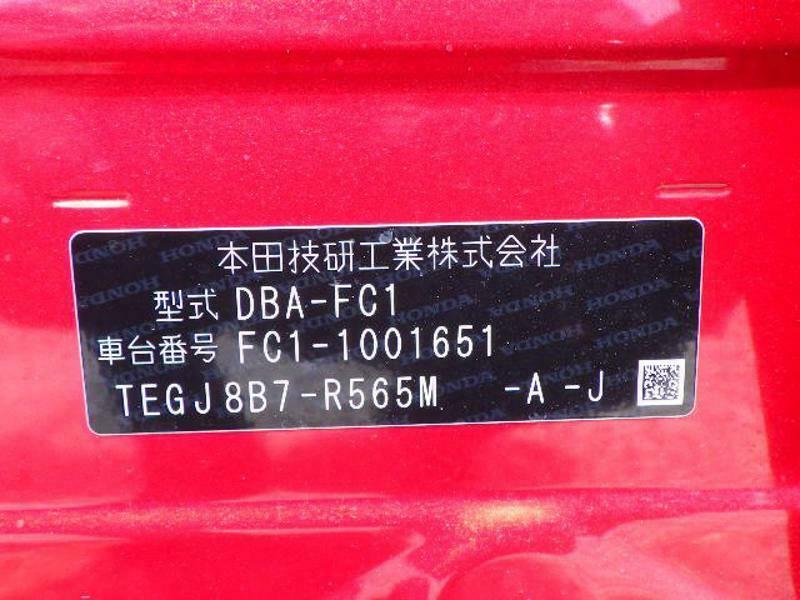 本田技研工業株式会社
型式 DBA-FC1
車台番号 FC1-1001651
TEGJ8B7-R565M -A -J